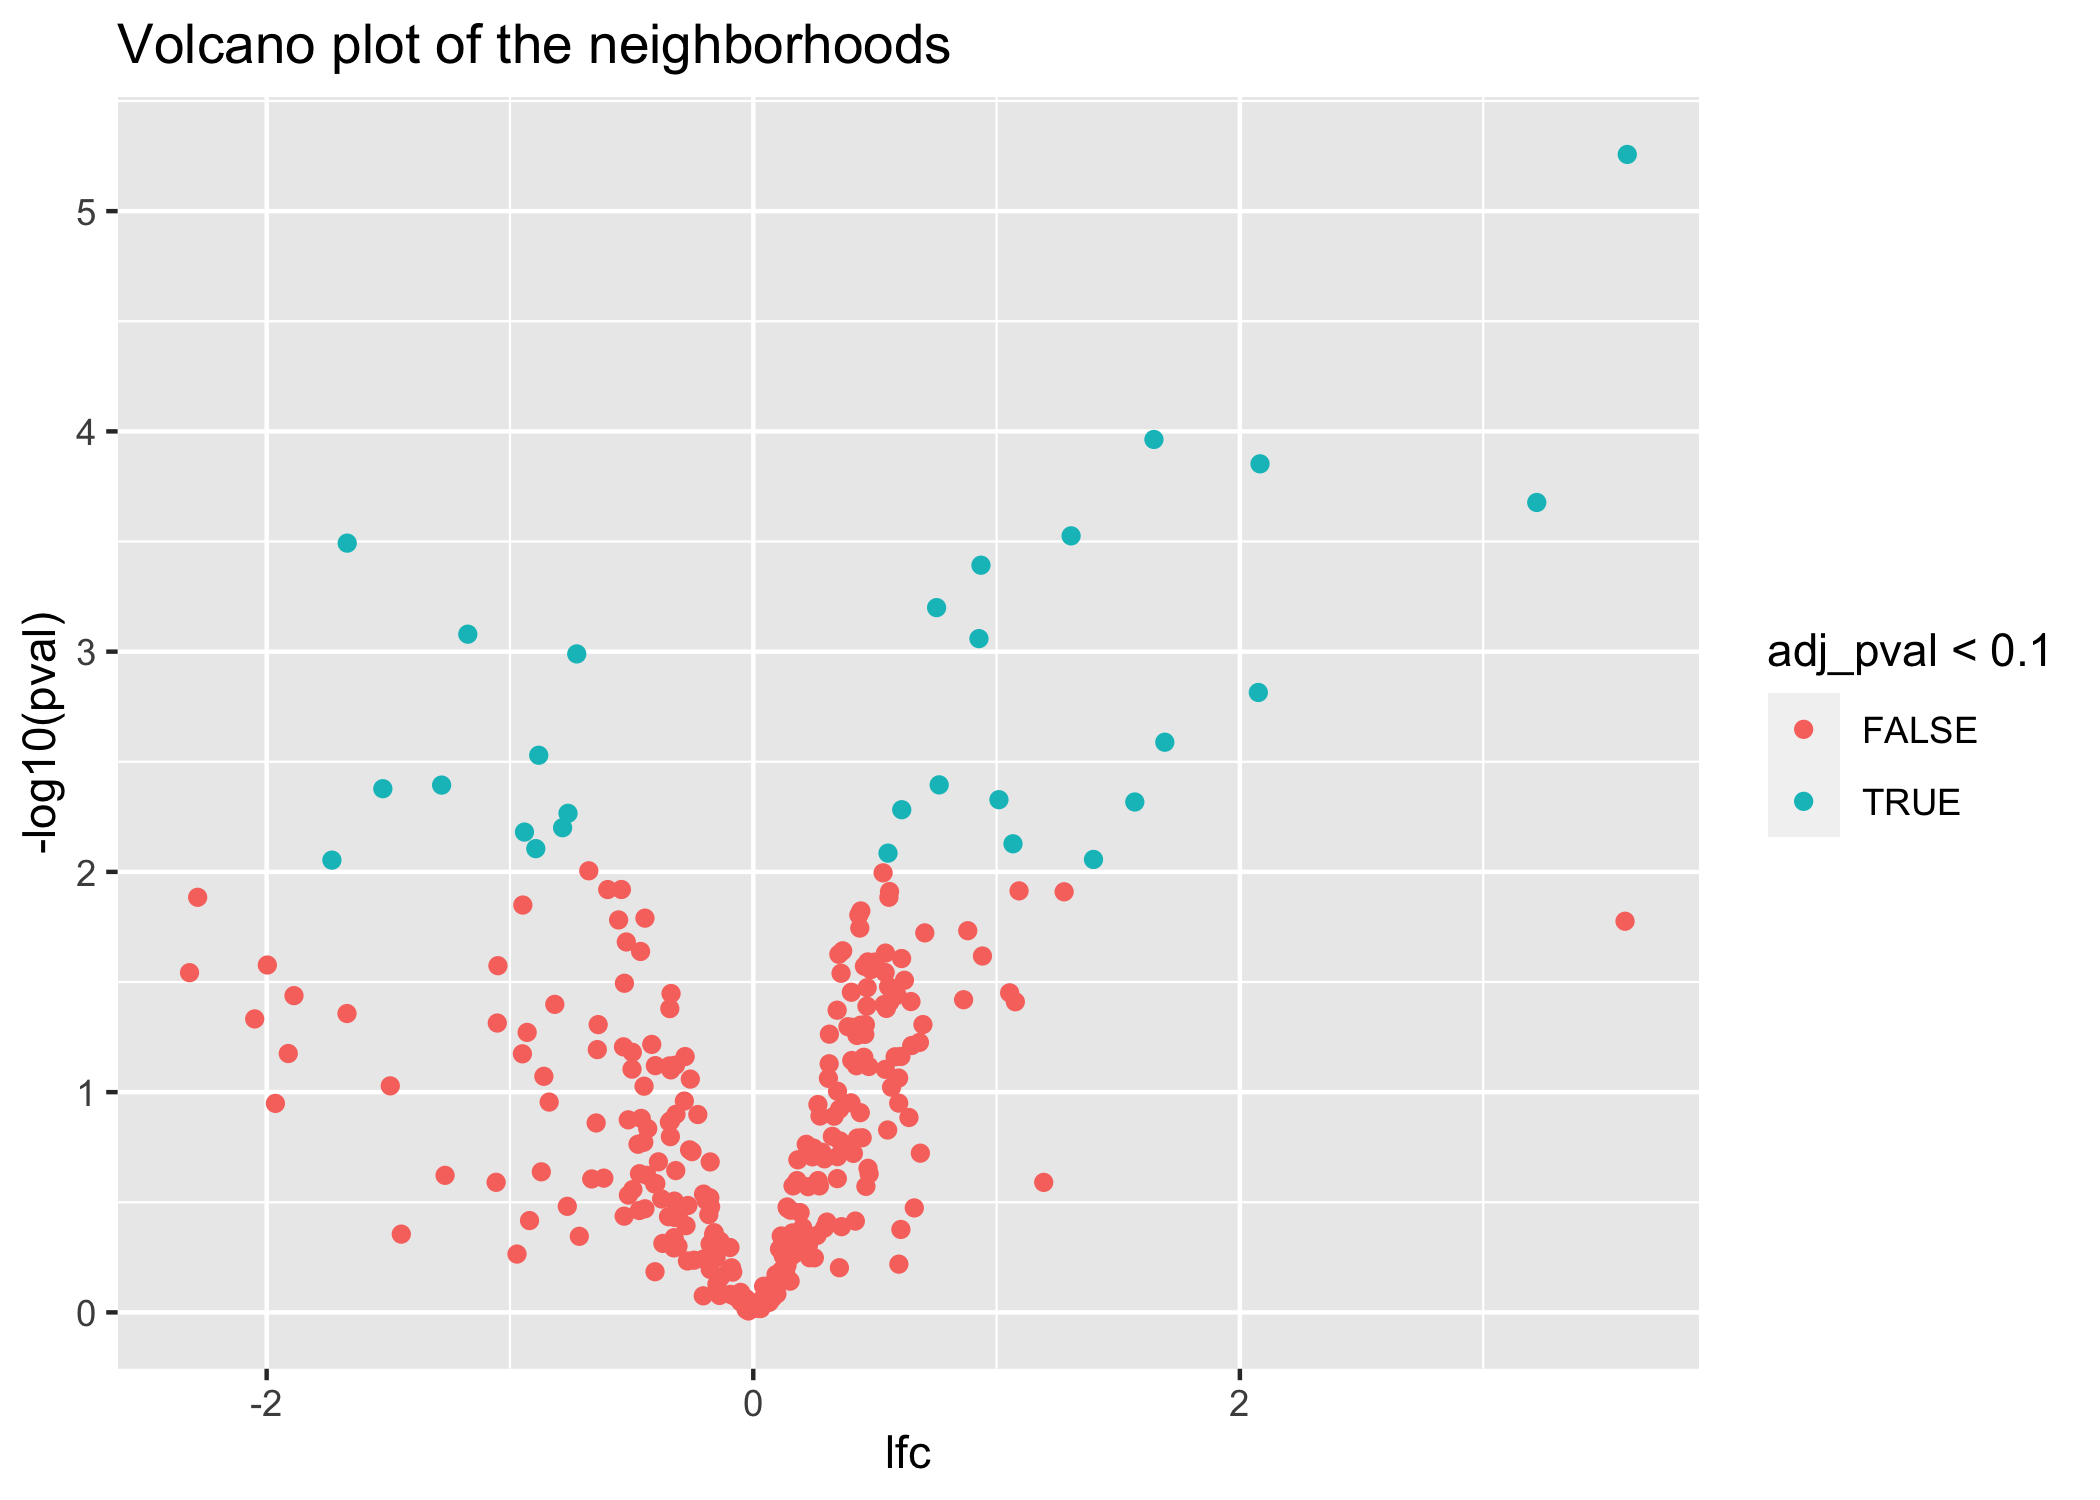 Volcano plot of the neighborhoods
-log10(pval)
5
4
3
2
1
0
-2
0
2
lfc
adj_pval < 0.1
FALSE
TRUE